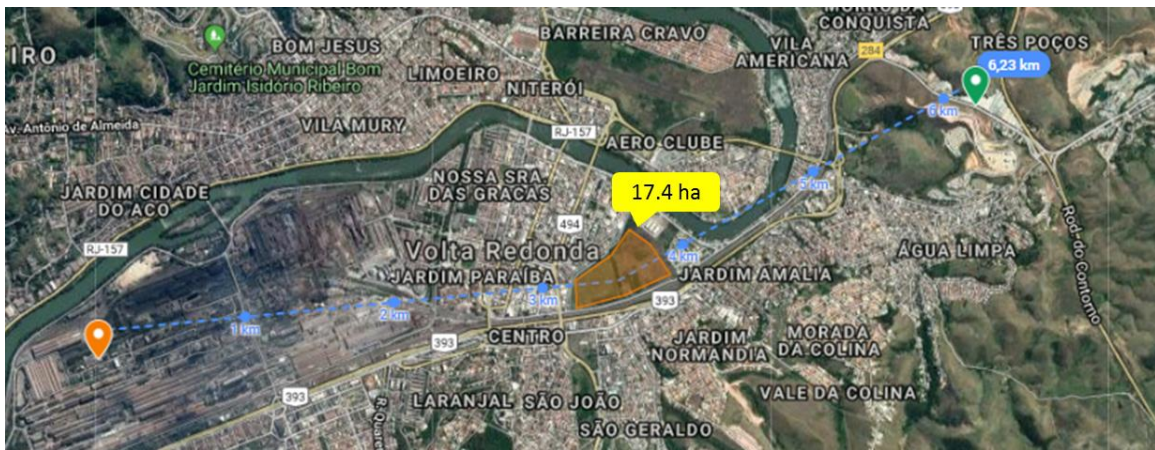 MORRO DA
CONQUISTA
BARREIRA CRAVO
BOM JESUS
VILA
AMERICANA
284
TRÊS POÇOS
6,23 km
IRO
Cemitério Municipal Bom
Jardim Isidório Ribeiro
LIMOEIRO
NITERÓI
6 km
Av. Antônio de Almeida
VILA MURY
RJ-157
AERO CLUBE
5 km
NOSSA SRA.
DAS GRAÇAS
17.4 ha
JARDIM CIDADE
DO AÇO
494
RJ-157
Volta Redonda
4 km
ÁGUA LIMPA
JARDIM PARAÍBA
JARDIM AMALIA
Rod. do Contorno
3 km
393
2 km
1 km
CENTRO
393
JARDIM
NORMANDIA
MORADA
DA COLINA
393
LARANJAL
SÃO JOÃO
VALE DA COLINA
SÃO GERALDO